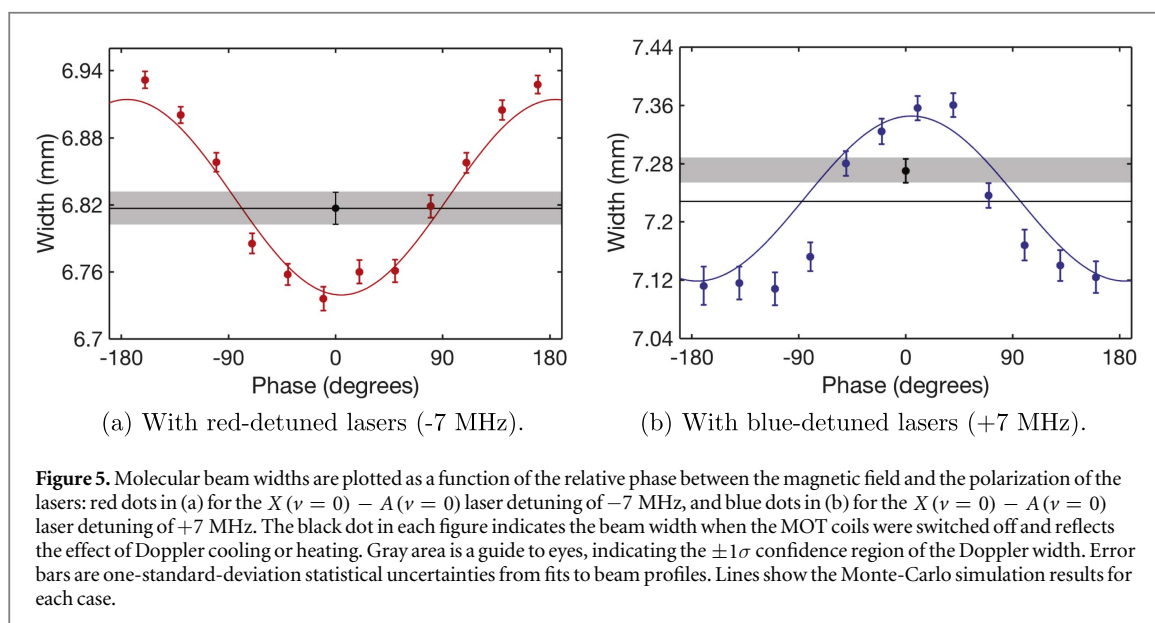 7.44
6.94
7.36
6.88
Width (mm)
Width (mm)
7.28
6.82
7.2
6.76
7.12
6.7
7.04
-180 -90 0 90 180
-180 -90 0 90 180
Phase (degrees)
Phase (degrees)
(a) With red-detuned lasers (-7 MHz).
(b) With blue-detuned lasers (+7 MHz).
Figure 5. Molecular beam widths are plotted as a function of the relative phase between the magnetic field and the polarization of the
lasers: red dots in (a) for the X(ν = 0) − A(ν = 0) laser detuning of −7 MHz, and blue dots in (b) for the X(ν = 0) − A(ν = 0)
laser detuning of +7 MHz. The black dot in each figure indicates the beam width when the MOT coils were switched off and reflects
the effect of Doppler cooling or heating. Gray area is a guide to eyes, indicating the ±1σ confidence region of the Doppler width. Error
bars are one-standard-deviation statistical uncertainties from fits to beam profiles. Lines show the Monte-Carlo simulation results for
each case.